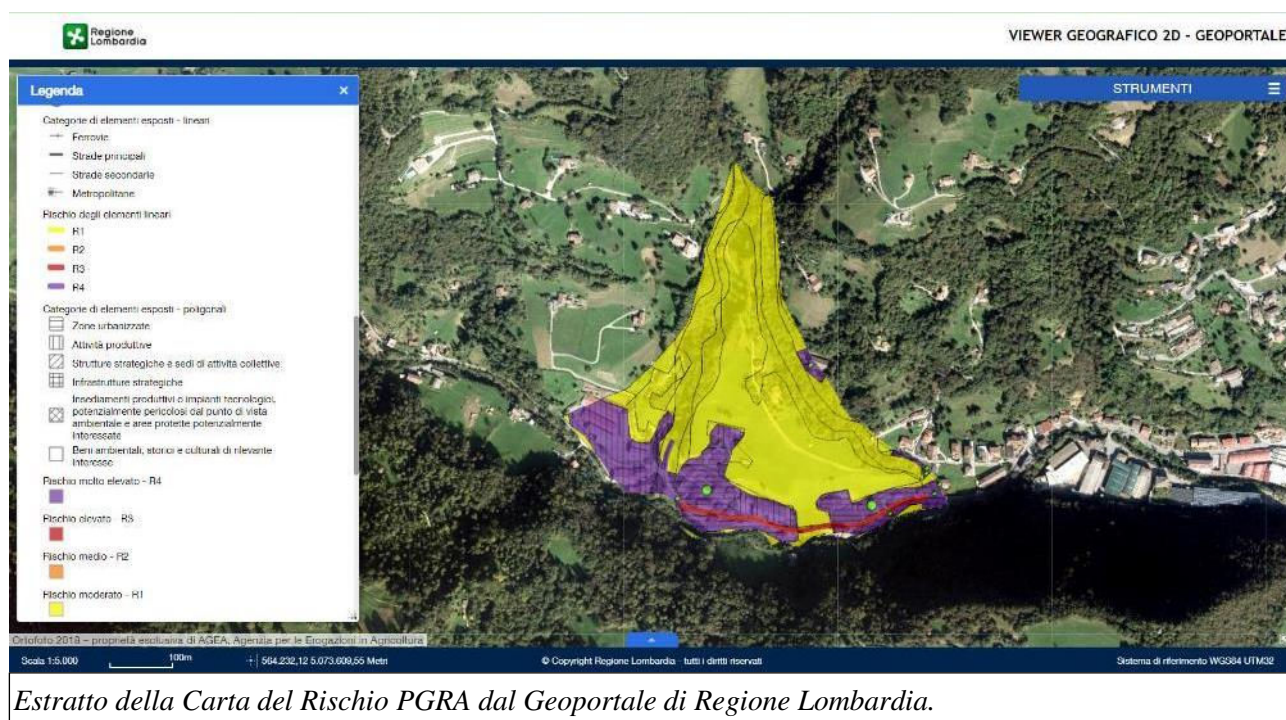 Regione
Lombardia
VIEWER GEOGRAFICO 2D - GEOPORTALE
Legenda
×
STRUMENTI
Categorie di elementi esposti - lineari
Ferrovie
Strade principali
Strade secondarie
Metropolitane
Rischio degli elementi lineari
R1
R2
R3
R4
Categorie di elementi esposti - poligonali
Zone urbanizzate
Attività produttive
Strutture strategiche e sedi di attività collettive
Infrastrutture strategiche
Insediamenti produttivi o impianti tecnologici,
potenzialmente pericolosi dal punto di vista
ambientale e aree protette potenzialmente
interessate
Beni ambientali, storici e culturali di rilevante
interesse
Rischio molto elevato - R4
Rischio elevato - R3
Rischio medio - R2
Rischio moderato - R1
Ortofoto 2018 – proprietà esclusiva di AGEA, Agenzia per le Erogazioni in Agricoltura
Scala 1:5.000
100m
564.232,12 5.073.609,55 Metri
© Copyright Regione Lombardia - tutti i diritti riservati
Sistema di riferimento WGS84 UTM32
Estratto della Carta del Rischio PGRA dal Geoportale di Regione Lombardia.